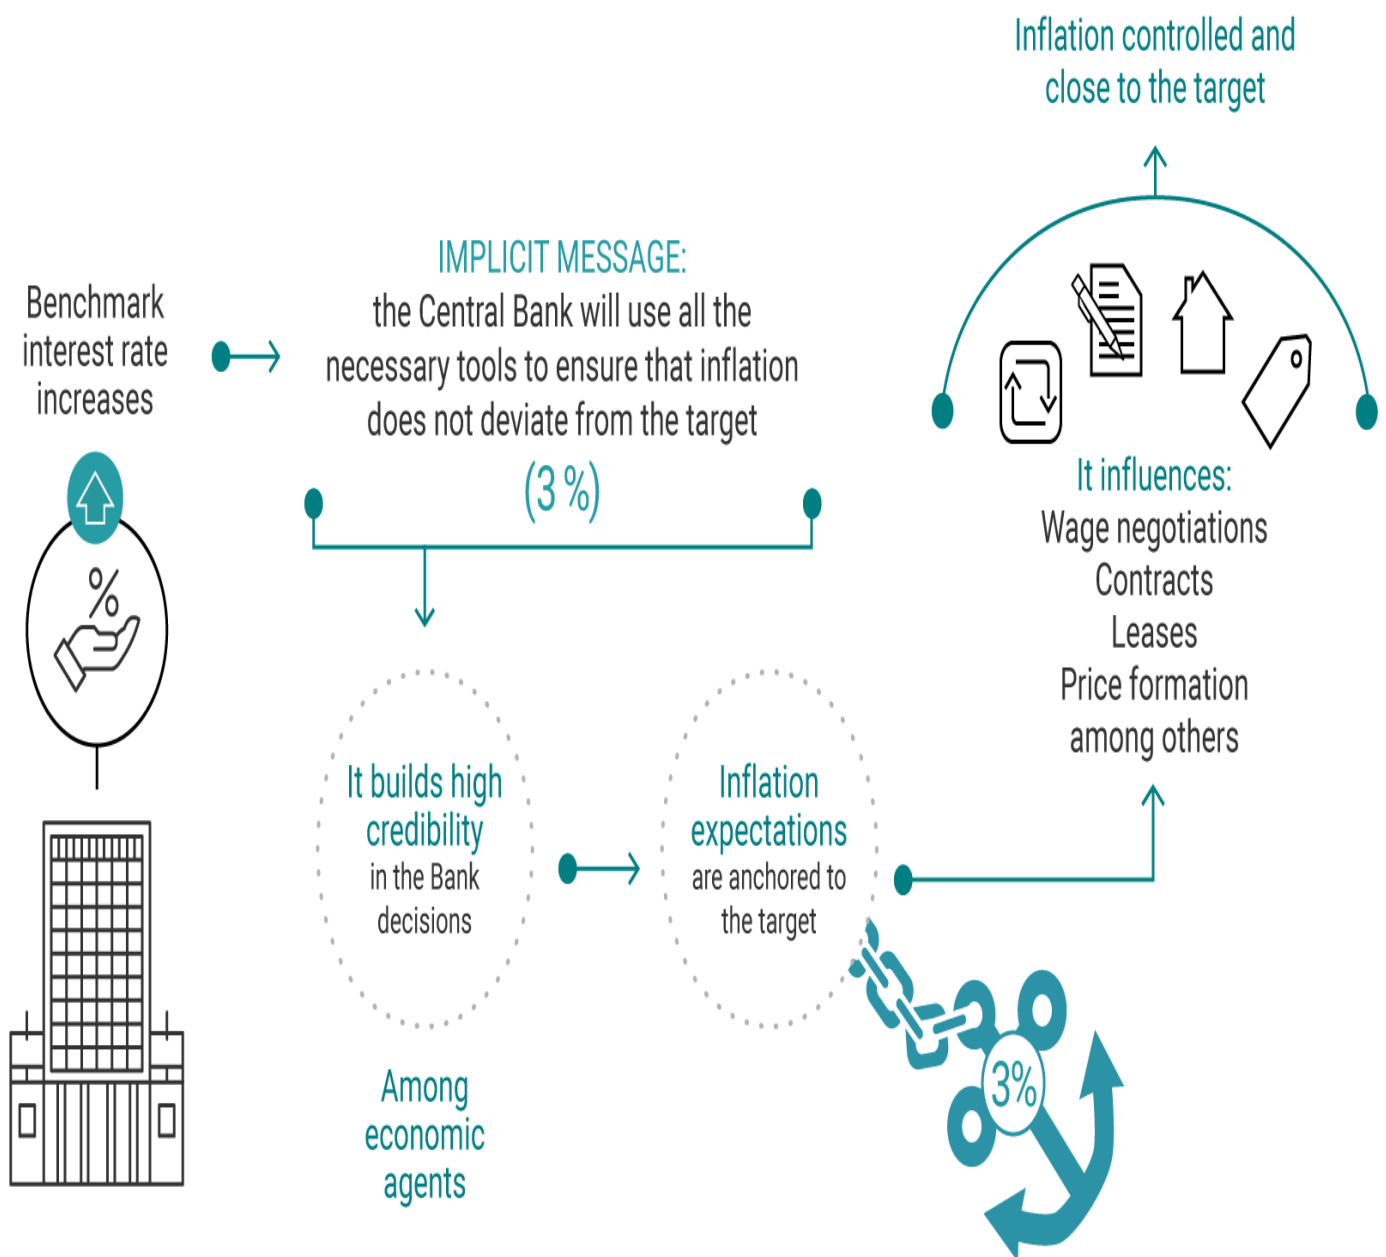 Benchmark
interest rate
increases
%
IMPLICIT MESSAGE:
the Central Bank will use all the
necessary tools to ensure that inflation
does not deviate from the target
(3 %)
It builds high
credibility
in the Bank
decisions
Among
economic
agents
Inflation
expectations
are anchored to
the target
3%
It influences:
Wage negotiations
Contracts
Leases
Price formation
among others
Inflation controlled and
close to the target